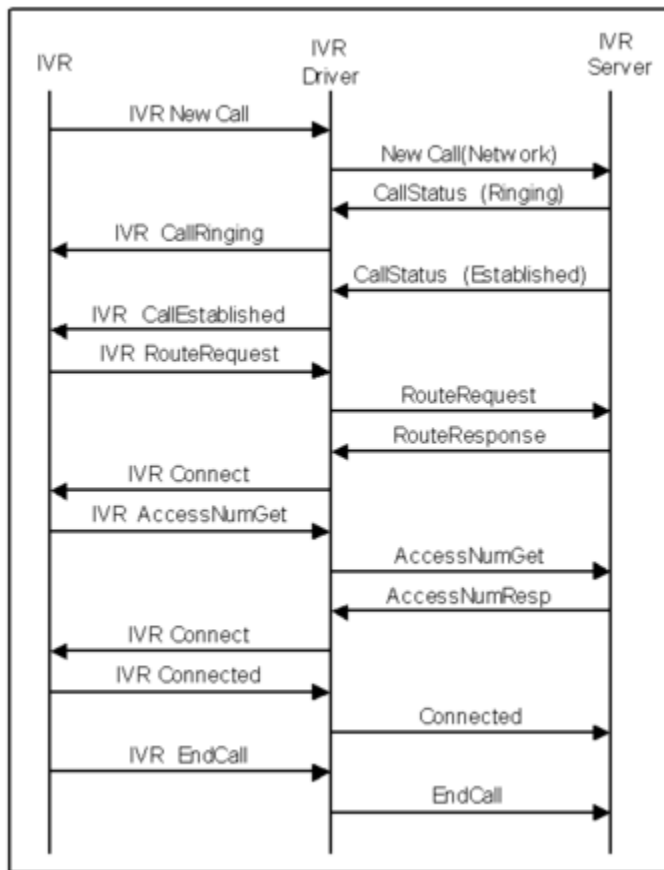 IVR
IVR
Driver
IVR
Server
IVR New Call
New Call(Network)
CallStatus (Ringing)
IVR CallRinging
CallStatus (Established)
IVR CallEstablished
IVR RouteRequest
RouteRequest
RouteResponse
IVR Connect
IVR AccessNumGet
AccessNumGet
AccessNumResp
IVR Connect
IVR Connected
Connected
IVR EndCall
EndCall